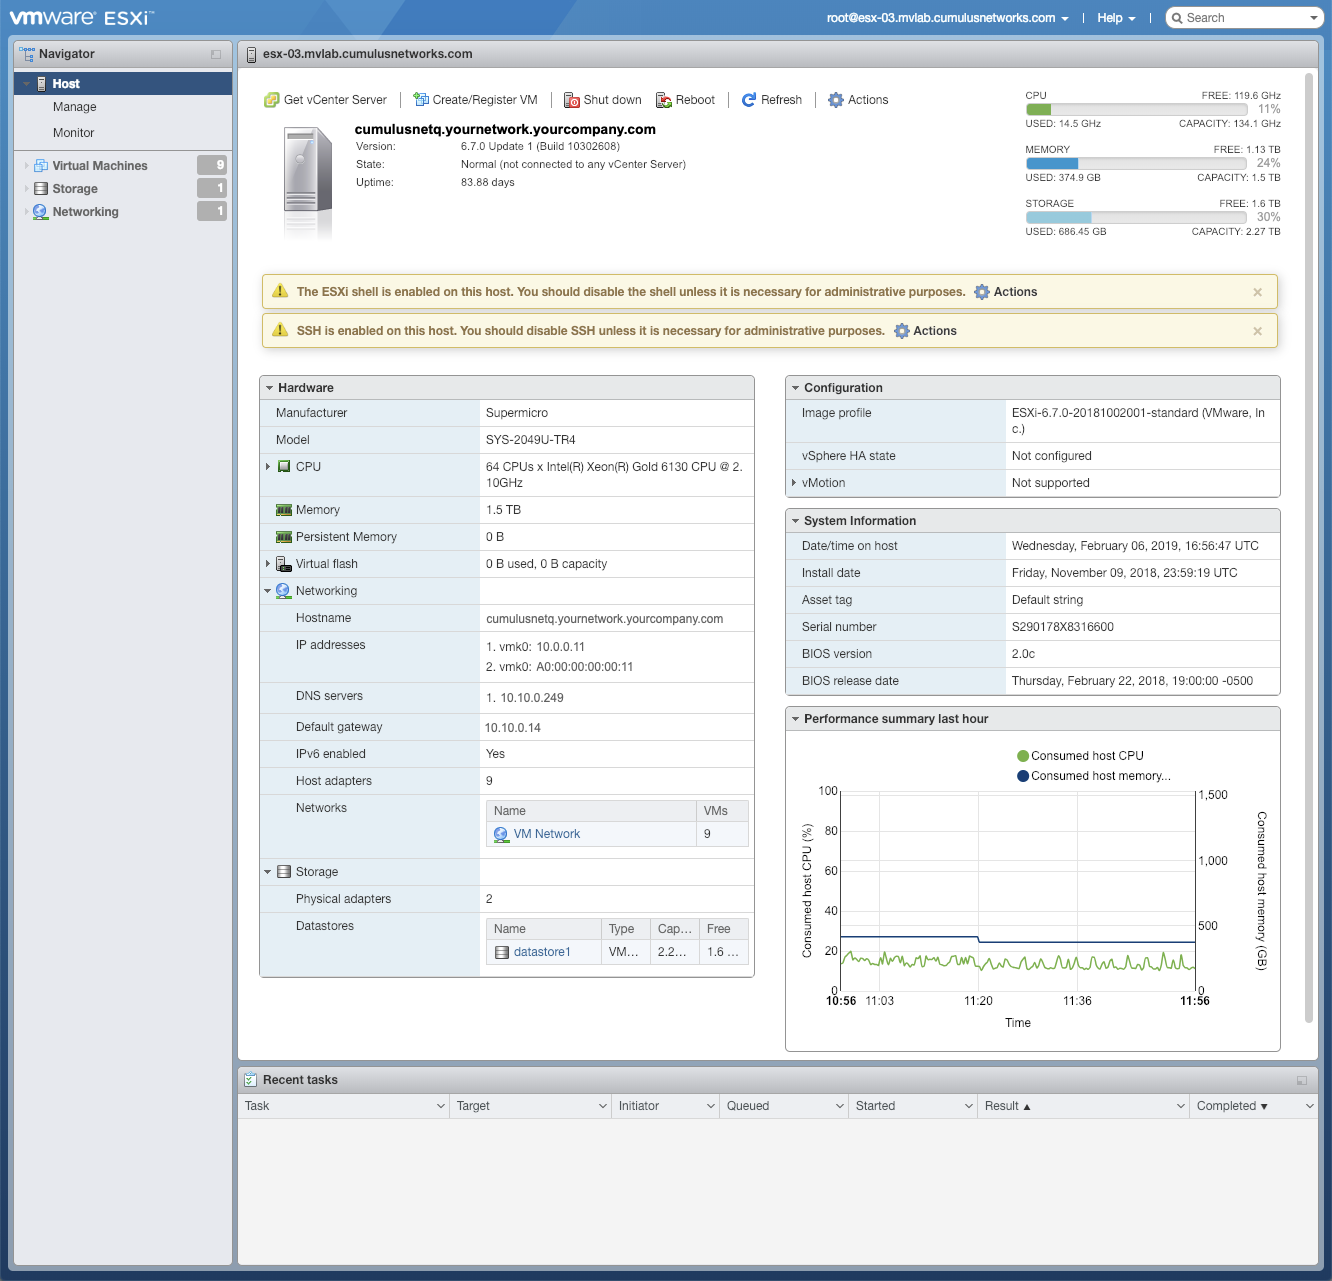 vmware ESXi™
root@esx-03.mvlab.cumulusnetworks.com | Help | Search
Navigator
Host
Manage
Monitor
Virtual Machines 9
Storage 1
Networking 1
esx-03.mvlab.cumulusnetworks.com
Get vCenter Server | Create/Register VM | Shut down Reboot | Refresh | Actions
cumulusnetq.yournetwork.yourcompany.com
Version: 6.7.0 Update 1 (Build 10302608)
State: Normal (not connected to any vCenter Server)
Uptime: 83.88 days
CPU FREE: 119.6 GHz
11%
USED: 14.5 GHz CAPACITY: 134.1 GHz
MEMORY FREE: 1.13 TB
24%
USED: 374.9 GB CAPACITY: 1.5 TB
STORAGE FREE: 1.6 TB
30%
USED: 686.45 GB CAPACITY: 2.27 TB
The ESXi shell is enabled on this host. You should disable the shell unless it is necessary for administrative purposes. Actions
SSH is enabled on this host. You should disable SSH unless it is necessary for administrative purposes. Actions
Hardware
Manufacturer Supermicro
Model SYS-2049U-TR4
CPU 64 CPUs x Intel(R) Xeon(R) Gold 6130 CPU @ 2.
10GHz
Memory 1.5 TB
Persistent Memory 0 B
Virtual flash 0 B used, 0 B capacity
Networking
Hostname cumulusnetq.yournetwork.yourcompany.com
IP addresses 1. vmk0: 10.0.0.11
2. vmk0: A0:00:00:00:00:11
DNS servers 1. 10.10.0.249
Default gateway 10.10.0.14
IPv6 enabled Yes
Host adapters 9
Networks Name VMs
VM Network 9
Storage
Physical adapters 2
Datastores Name Type Cap... Free
datastore1 VM... 2.2... 1.6 ...
Configuration
Image profile ESXi-6.7.0-20181002001-standard (VMware, In
c.)
vSphere HA state Not configured
vMotion Not supported
System Information
Date/time on host Wednesday, February 06, 2019, 16:56:47 UTC
Install date Friday, November 09, 2018, 23:59:19 UTC
Asset tag Default string
Serial number S290178X8316600
BIOS version 2.0c
BIOS release date Thursday, February 22, 2018, 19:00:00 -0500
Performance summary last hour
Consumed host CPU
Consumed host memory...
Consumed host CPU (%)
100
80
60
40
20
0
1,500
1,000
500
0
Consumed host memory (GB)
10:56 11:03 11:20 11:36 11:56
Time
Recent tasks
Task Target Initiator Queued Started Result ▲ Completed ▼